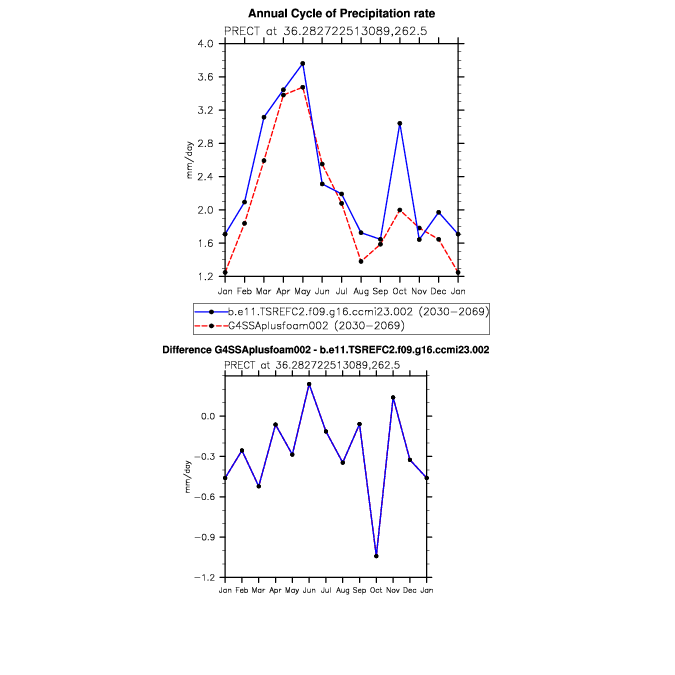 Annual Cycle of Precipitation rate
PRECT at 36.282722513089,262.5
4.0
3.6
3.2
2.8
2.4
2.0
1.6
1.2
mm/day
Jan Feb Mar Apr May Jun Jul Aug Sep Oct Nov Dec Jan
b.e11.TSREFC2.f09.g16.ccmi23.002 (2030-2069)
G4SSAplusfoam002 (2030-2069)
Difference G4SSAplusfoam002 - b.e11.TSREFC2.f09.g16.ccmi23.002
PRECT at 36.282722513089,262.5
0.0
-0.3
-0.6
-0.9
-1.2
mm/day
Jan Feb Mar Apr May Jun Jul Aug Sep Oct Nov Dec Jan